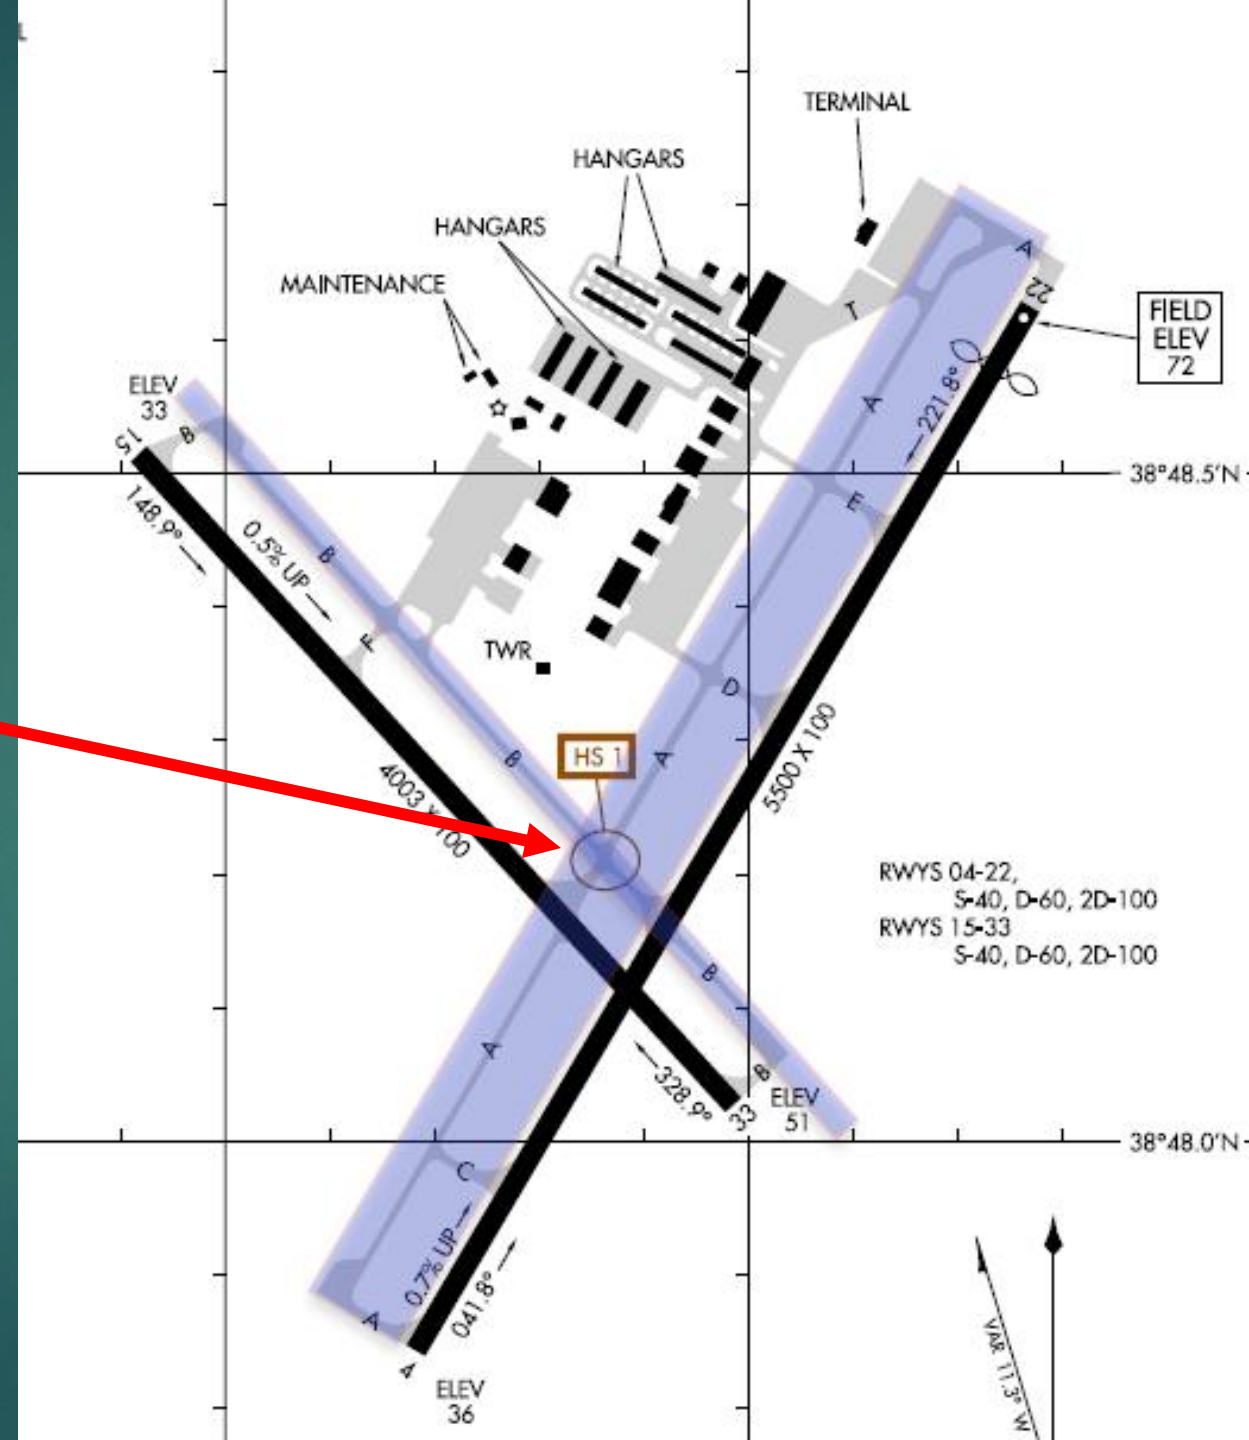 TERMINAL
HANGARS
HANGARS
MAINTENANCE
A
22
FIELD
ELEV
72
T
221.8°
A
ELEV
33
15
B
38°48.5'N
148.9°
0.5% UP
B
E
F
TWR
D
HS 1
B
A
5500 X 100
4003 X 100
RWYS 04-22,
S-40, D-60, 2D-100
RWYS 15-33
S-40, D-60, 2D-100
B
A
328.9°
B
33
ELEV
51
38°48.0'N
C
0.7% UP
041.8°
A
4
ELEV
36
VAR 11.3° W